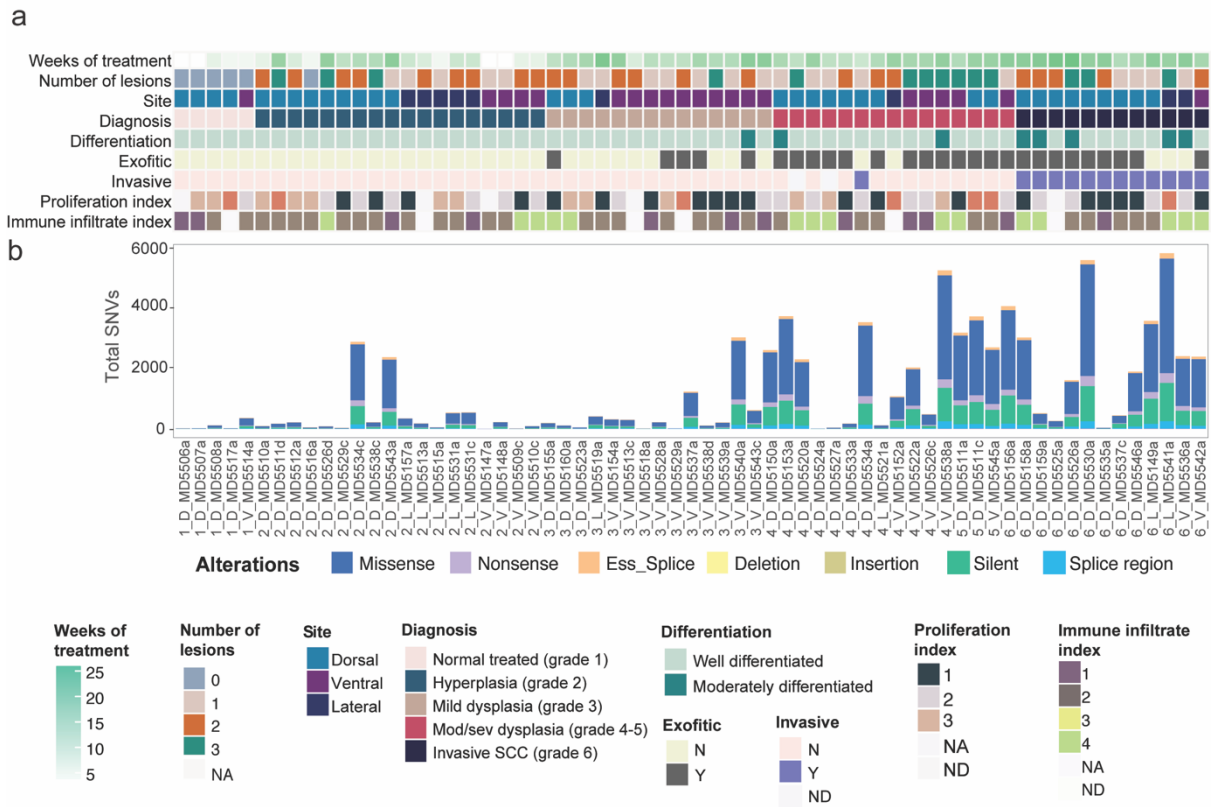 a
Weeks of treatment
Number of lesions
Site
Diagnosis
Differentiation
Exofitic
Invasive
Proliferation index
Immune infiltrate index
b
Total SNVs
6000
4000
2000
0
1_D_MD5506a
1_D_MD5507a
1_D_MD5508a
1_D_MD5517a
1_V_MD5514a
2_D_MD5510a
2_D_MD5511d
2_D_MD5512a
2_D_MD5516a
2_D_MD5526d
2_D_MD5529c
2_D_MD5534c
2_D_MD5538c
2_D_MD5543a
2_L_MD5157a
2_L_MD5513a
2_L_MD5515a
2_L_MD5531a
2_L_MD5531c
2_V_MD5147a
2_V_MD5148a
2_V_MD5509c
2_V_MD5510c
3_D_MD5155a
3_D_MD5160a
3_D_MD5523a
3_L_MD5519a
3_V_MD5154a
3_V_MD5513c
3_V_MD5518a
3_V_MD5528a
3_V_MD5529a
3_V_MD5537a
3_V_MD5538d
3_V_MD5539a
3_V_MD5540a
3_V_MD5543c
4_D_MD5150a
4_D_MD5153a
4_D_MD5520a
4_D_MD5524a
4_D_MD5527a
4_D_MD5533a
4_D_MD5534a
4_L_MD5521a
4_V_MD5152a
4_V_MD5522a
4_V_MD5526c
4_V_MD5538a
5_D_MD5511a
5_D_MD5511c
5_V_MD5545a
6_D_MD5156a
6_D_MD5158a
6_D_MD5159a
6_D_MD5525a
6_D_MD5526a
6_D_MD5530a
6_D_MD5535a
6_D_MD5537c
6_D_MD5546a
6_L_MD5149a
6_L_MD5541a
6_V_MD5536a
6_V_MD5542a
Alterations
Missense
Nonsense
Ess_Splice
Deletion
Insertion
Silent
Splice region
Weeks of
treatment
25
20
15
10
5
Number of
lesions
0
1
2
3
NA
Site
Dorsal
Ventral
Lateral
Diagnosis
Normal treated (grade 1)
Hyperplasia (grade 2)
Mild dysplasia (grade 3)
Mod/sev dysplasia (grade 4-5)
Invasive SCC (grade 6)
Differentiation
Well differentiated
Moderately differentiated
Exofitic
N
Y
Invasive
N
Y
ND
Proliferation
index
1
2
3
NA
ND
Immune infiltrate
index
1
2
3
4
NA
ND